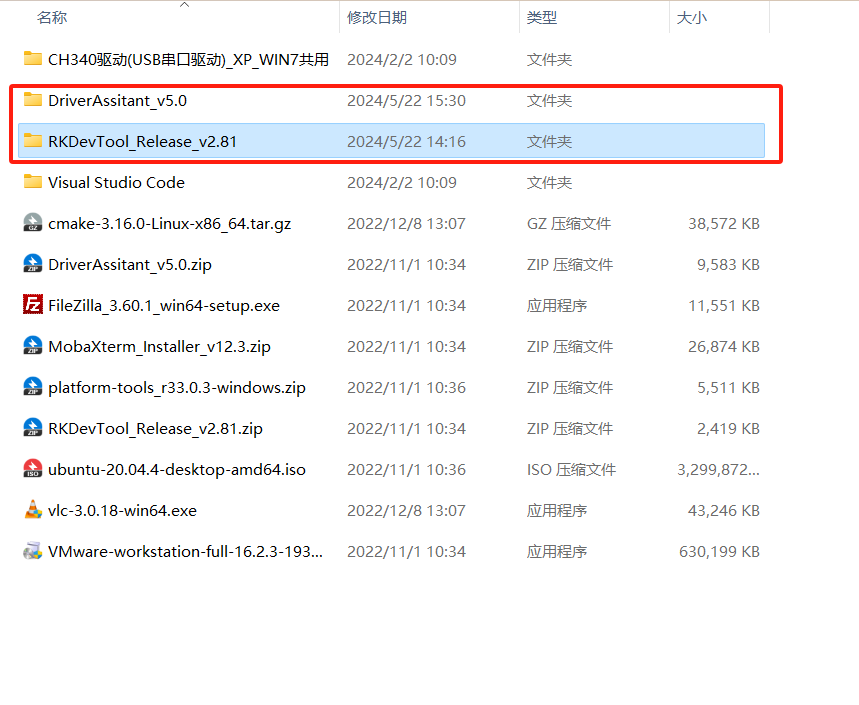 名称 修改日期 类型 大小
CH340驱动(USB串口驱动)_XP_WIN7共用 2024/2/2 10:09 文件夹
DriverAssitant_v5.0 2024/5/22 15:30 文件夹
RKDevTool_Release_v2.81 2024/5/22 14:16 文件夹
Visual Studio Code 2024/2/2 10:09 文件夹
cmake-3.16.0-Linux-x86_64.tar.gz 2022/12/8 13:07 GZ 压缩文件 38,572 KB
DriverAssitant_v5.0.zip 2022/11/1 10:34 ZIP 压缩文件 9,583 KB
FileZilla_3.60.1_win64-setup.exe 2022/11/1 10:34 应用程序 11,551 KB
MobaXterm_Installer_v12.3.zip 2022/11/1 10:34 ZIP 压缩文件 26,874 KB
platform-tools_r33.0.3-windows.zip 2022/11/1 10:36 ZIP 压缩文件 5,511 KB
RKDevTool_Release_v2.81.zip 2022/11/1 10:34 ZIP 压缩文件 2,419 KB
ubuntu-20.04.4-desktop-amd64.iso 2022/11/1 10:36 ISO 压缩文件 3,299,872...
vlc-3.0.18-win64.exe 2022/12/8 13:07 应用程序 43,246 KB
VMware-workstation-full-16.2.3-193... 2022/11/1 10:34 应用程序 630,199 KB